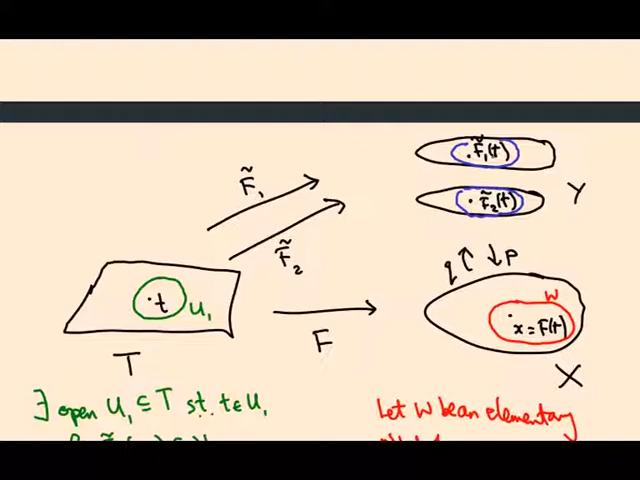 F̃₁
F̃₂
F̃₁(t)
F̃₂(t)
Y
q
p
t
U₁
T
F
W
x=F(t)
X
∃ open U₁ ⊆ T st. t∈U₁
Let W be an elementary